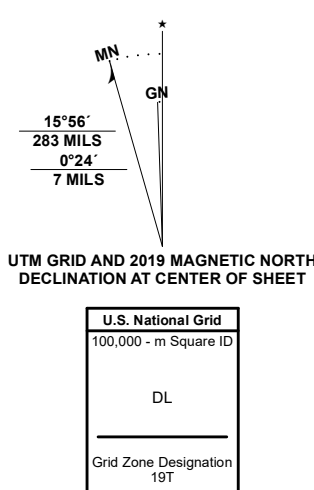 ★
MN
GN
15°56´
283 MILS
0°24´
7 MILS
UTM GRID AND 2019 MAGNETIC NORTH
DECLINATION AT CENTER OF SHEET
U.S. National Grid
100,000 - m Square ID
DL
Grid Zone Designation
19T